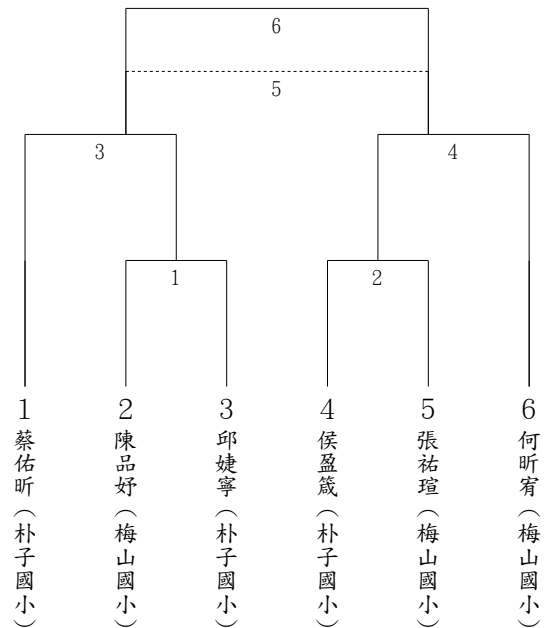 6
5
3
4
1
2
1 蔡佑昕(朴子國小)
2 陳品妤(梅山國小)
3 邱婕寧(朴子國小)
4 侯盈箴(朴子國小)
5 張祐瑄(梅山國小)
6 何昕宥(梅山國小)